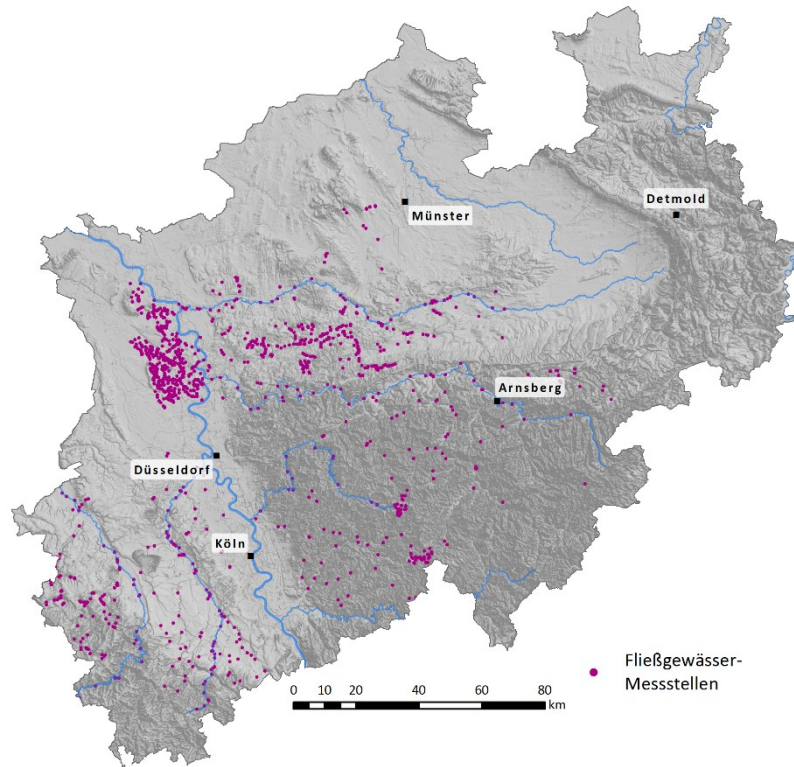 Münster
Detmold
Arnsberg
Düsseldorf
Köln
Fließgewässer-
Messstellen
0 10 20 40 60 80
km